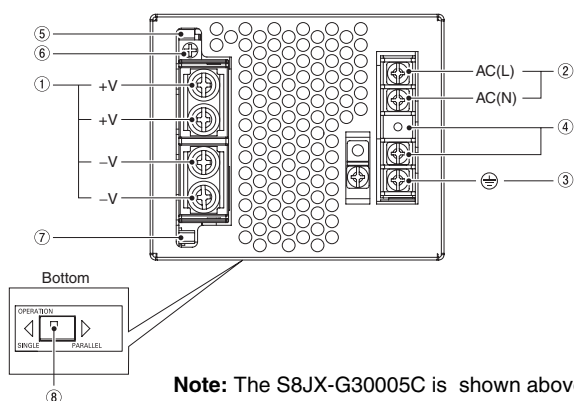 ⑤
⑥
① +V
+V
−V
−V
⑦
AC(L) ②
AC(N)
④
③
Bottom
OPERATION
SINGLE PARALLEL
⑧
Note: The S8JX-G30005C is shown abov